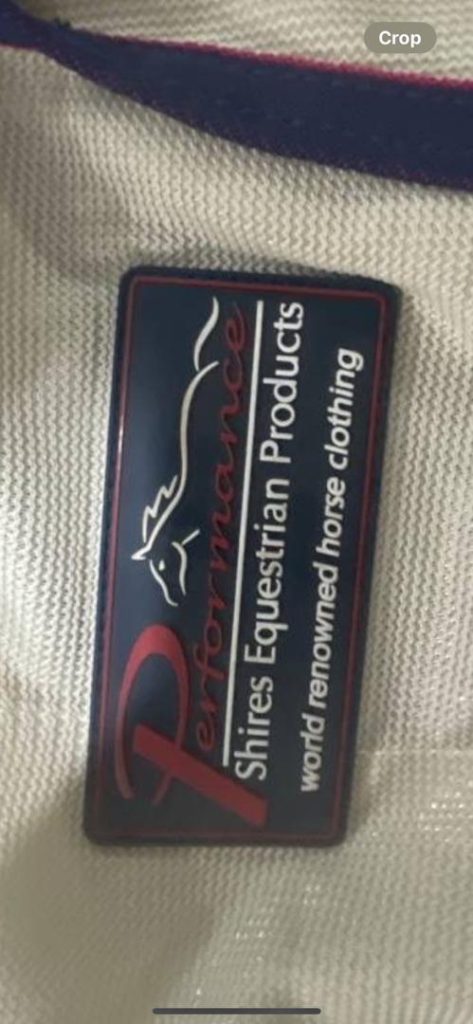 Crop
Performance
Shires Equestrian Products
world renowned horse clothing